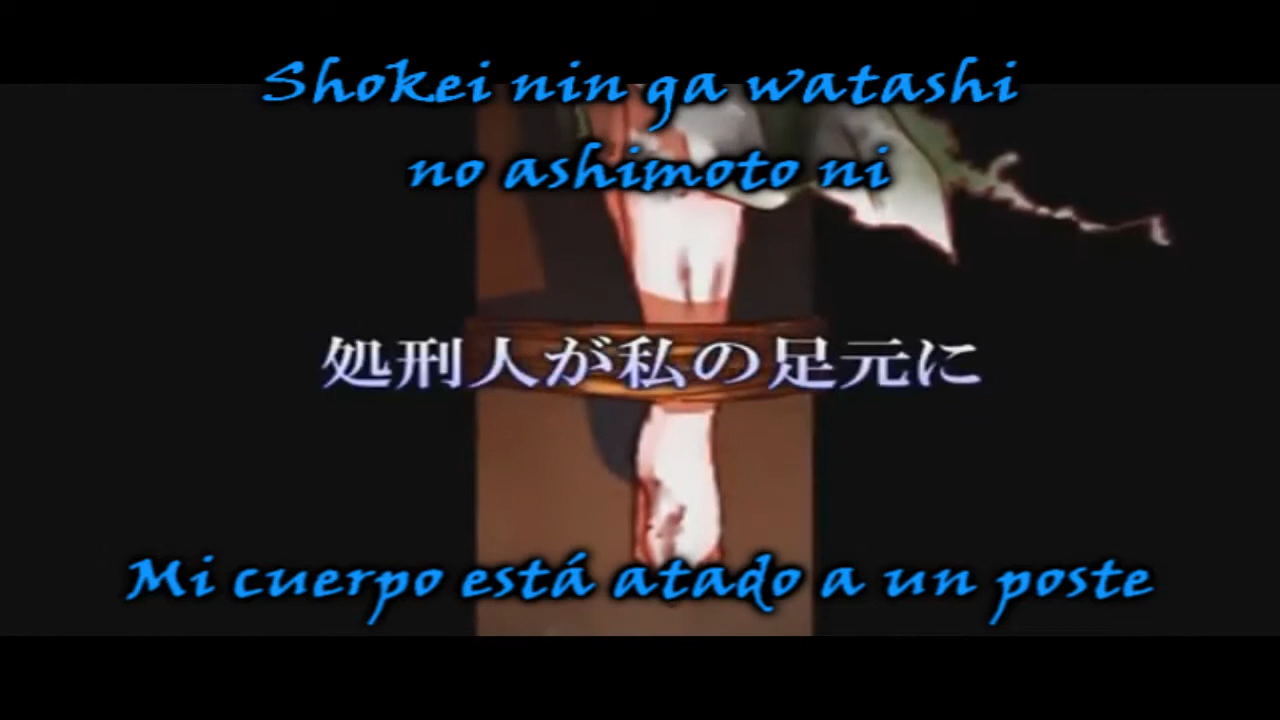 Shokei nin ga watashi
no ashimoto ni
処刑人が私の足元に
Mi cuerpo está atado a un poste